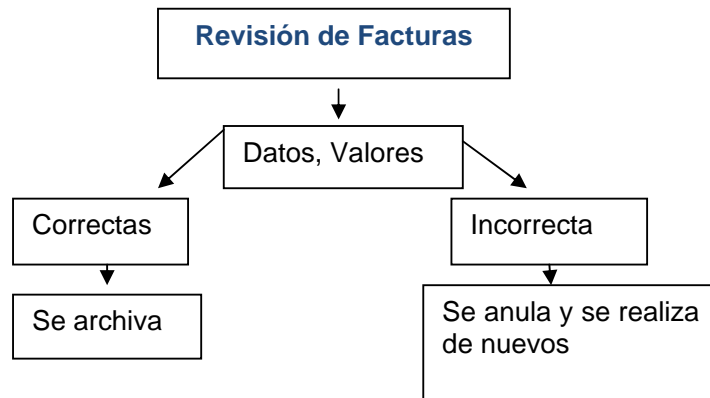 Revisión de Facturas
Datos, Valores
Correctas
Incorrecta
Se archiva
Se anula y se realiza
de nuevos